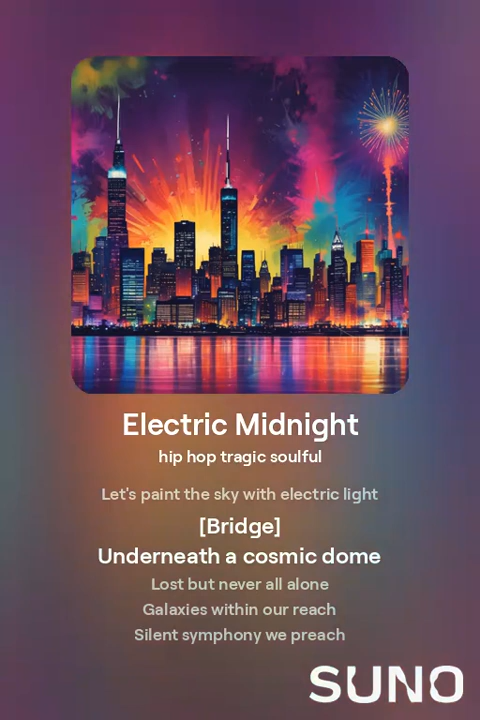 Electric Midnight
hip hop tragic soulful
Let's paint the sky with electric light
[Bridge]
Underneath a cosmic dome
Lost but never all alone
Galaxies within our reach
Silent symphony we preach
SUNO